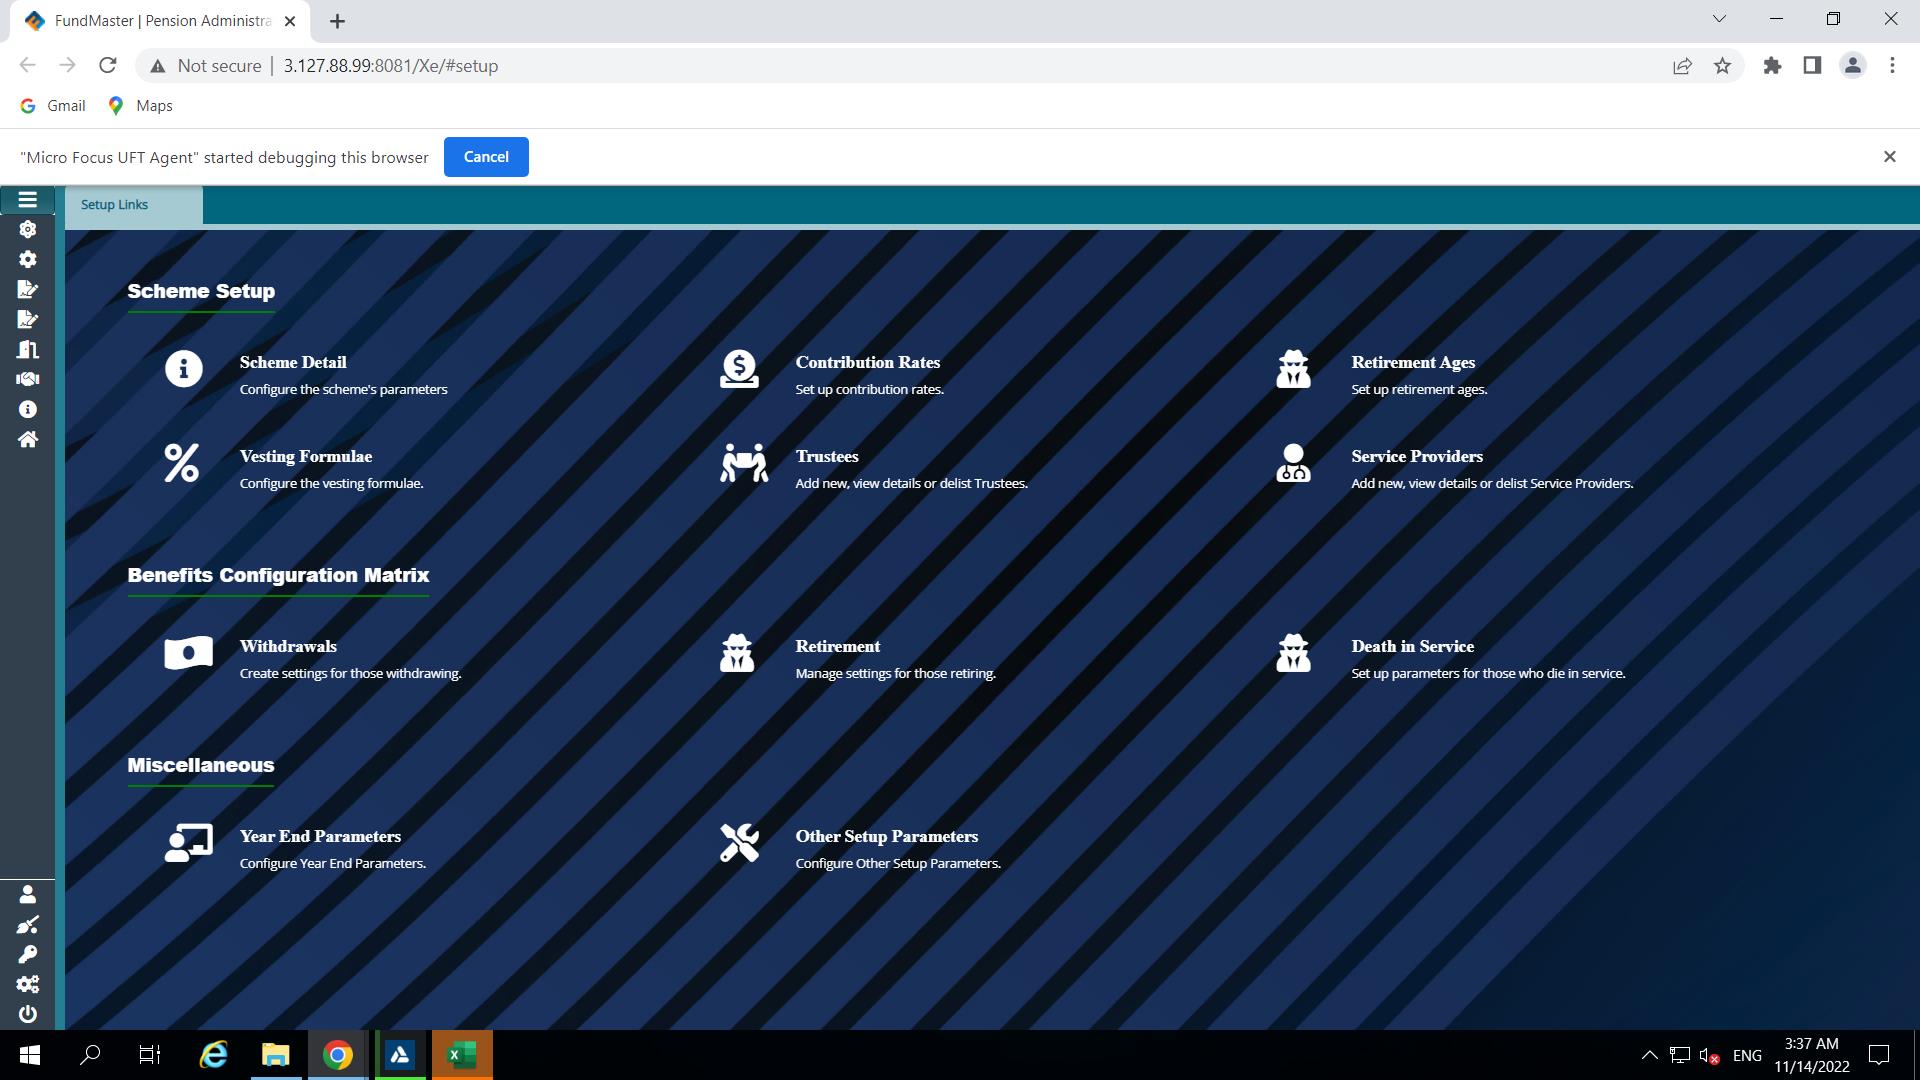 FundMaster | Pension Administra
Not secure | 3.127.88.99:8081/Xe/#setup
Gmail Maps
"Micro Focus UFT Agent" started debugging this browser Cancel
Setup Links
Scheme Setup
Scheme Detail
Configure the scheme's parameters
Contribution Rates
Set up contribution rates.
Retirement Ages
Set up retirement ages.
Vesting Formulae
Configure the vesting formulae.
Trustees
Add new, view details or delist Trustees.
Service Providers
Add new, view details or delist Service Providers.
Benefits Configuration Matrix
Withdrawals
Create settings for those withdrawing.
Retirement
Manage settings for those retiring.
Death in Service
Set up parameters for those who die in service.
Miscellaneous
Year End Parameters
Configure Year End Parameters.
Other Setup Parameters
Configure Other Setup Parameters.
ENG
3:37 AM
11/14/2022